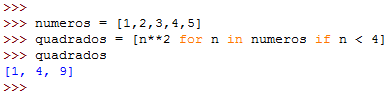 >>>
>>> numeros = [1,2,3,4,5]
>>> quadrados = [n**2 for n in numeros if n < 4]
>>> quadrados
[1, 4, 9]
>>>